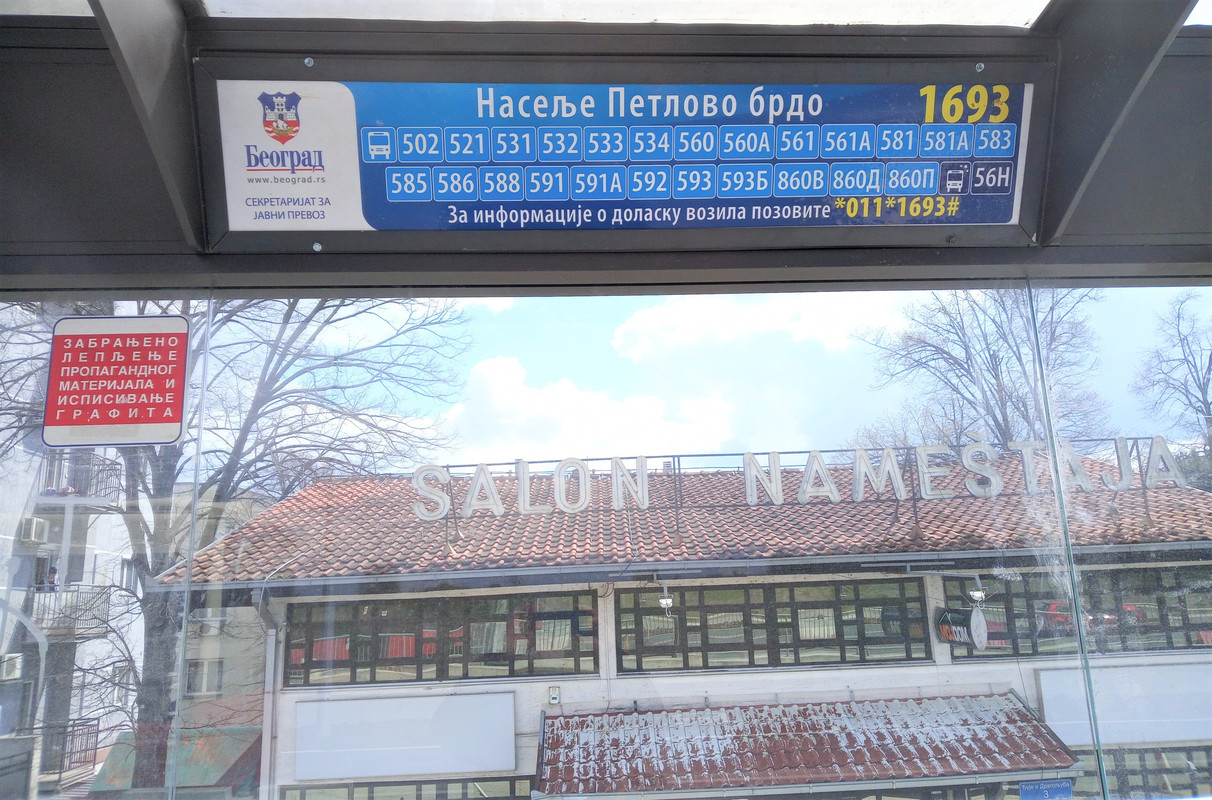 Београд
www.beograd.rs
СЕКРЕТАРИЈАТ ЗА
ЈАВНИ ПРЕВОЗ
Насеље Петлово брдо 1693
502 521 531 532 533 534 560 560А 561 561А 581 581А 583
585 586 588 591 591А 592 593 593Б 860В 860Д 860П 56Н
За информације о доласку возила позовите *011*1693#
ЗАБРАЊЕНО
ЛЕПЉЕЊЕ
ПРОПАГАНДНОГ
МАТЕРИЈАЛА И
ИСПИСИВАЊЕ
ГРАФИТА
SALON NAMEŠTAJA
3